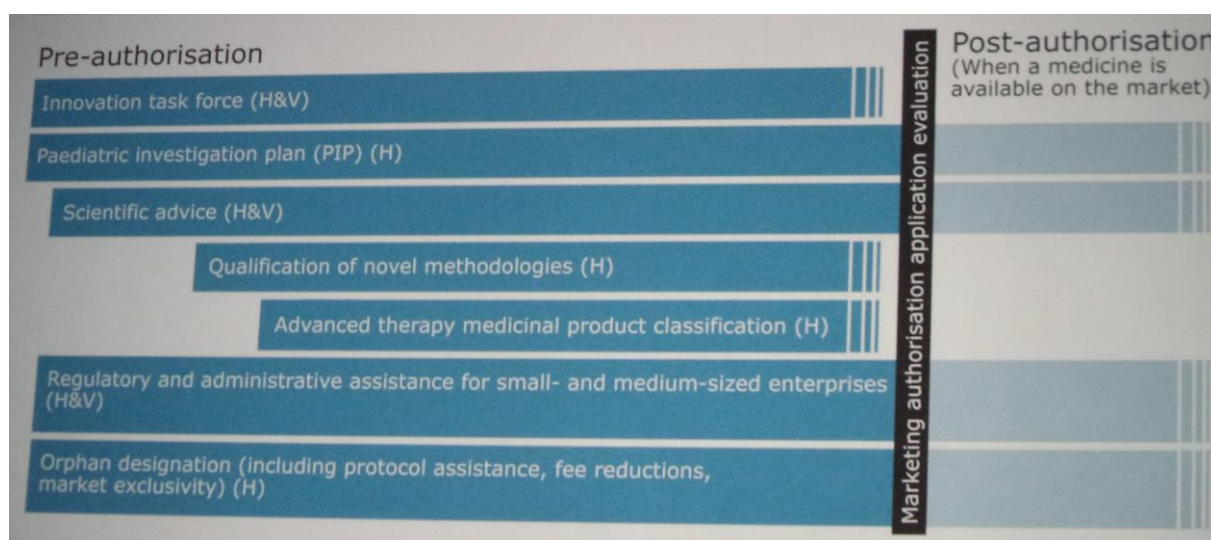 Pre-authorisation
Post-authorisation
(When a medicine is
available on the market)
Innovation task force (H&V)
Paediatric investigation plan (PIP) (H)
Scientific advice (H&V)
Qualification of novel methodologies (H)
Advanced therapy medicinal product classification (H)
Regulatory and administrative assistance for small- and medium-sized enterprises
(H&V)
Orphan designation (including protocol assistance, fee reductions,
market exclusivity) (H)
Marketing authorisation application evaluation